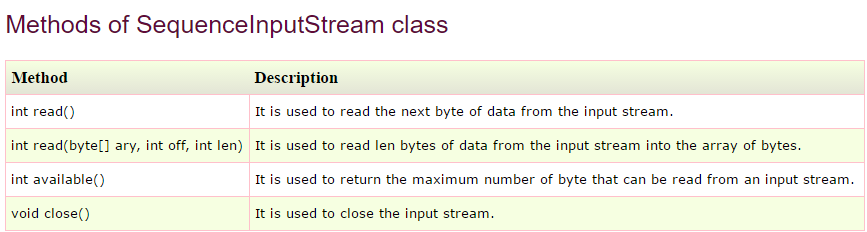 Methods of SequenceInputStream class
Method Description
int read() It is used to read the next byte of data from the input stream.
int read(byte[] ary, int off, int len) It is used to read len bytes of data from the input stream into the array of bytes.
int available() It is used to return the maximum number of byte that can be read from an input stream.
void close() It is used to close the input stream.